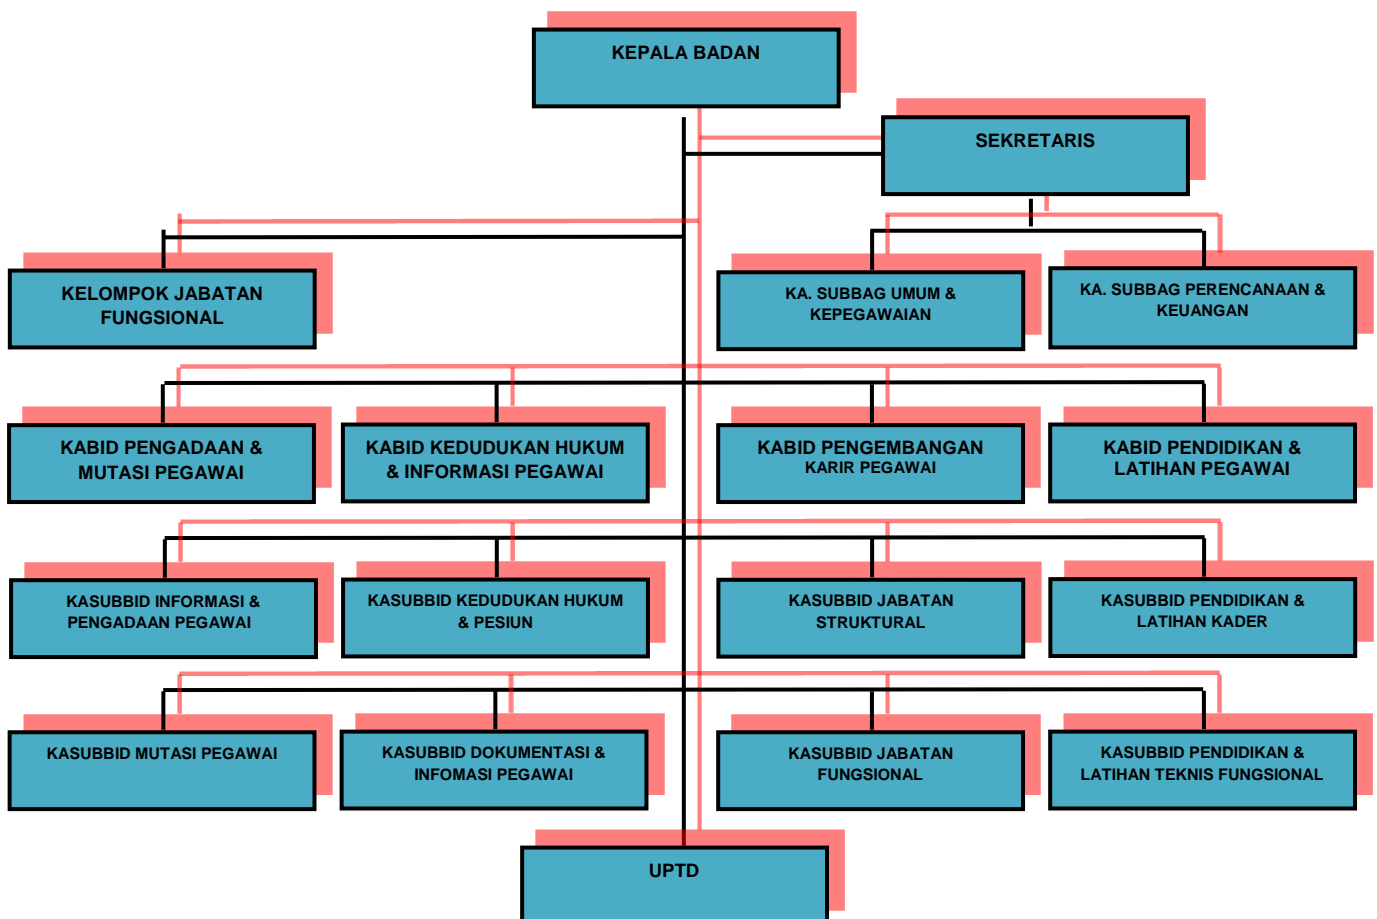 KEPALA BADAN
SEKRETARIS
KELOMPOK JABATAN
FUNGSIONAL
KA. SUBBAG UMUM &
KEPEGAWAIAN
KA. SUBBAG PERENCANAAN &
KEUANGAN
KABID PENGADAAN &
MUTASI PEGAWAI
KABID KEDUDUKAN HUKUM
& INFORMASI PEGAWAI
KABID PENGEMBANGAN
KARIR PEGAWAI
KABID PENDIDIKAN &
LATIHAN PEGAWAI
KASUBBID INFORMASI &
PENGADAAN PEGAWAI
KASUBBID KEDUDUKAN HUKUM
& PESIUN
KASUBBID JABATAN
STRUKTURAL
KASUBBID PENDIDIKAN &
LATIHAN KADER
KASUBBID MUTASI PEGAWAI
KASUBBID DOKUMENTASI &
INFOMASI PEGAWAI
KASUBBID JABATAN
FUNGSIONAL
KASUBBID PENDIDIKAN &
LATIHAN TEKNIS FUNGSIONAL
UPTD